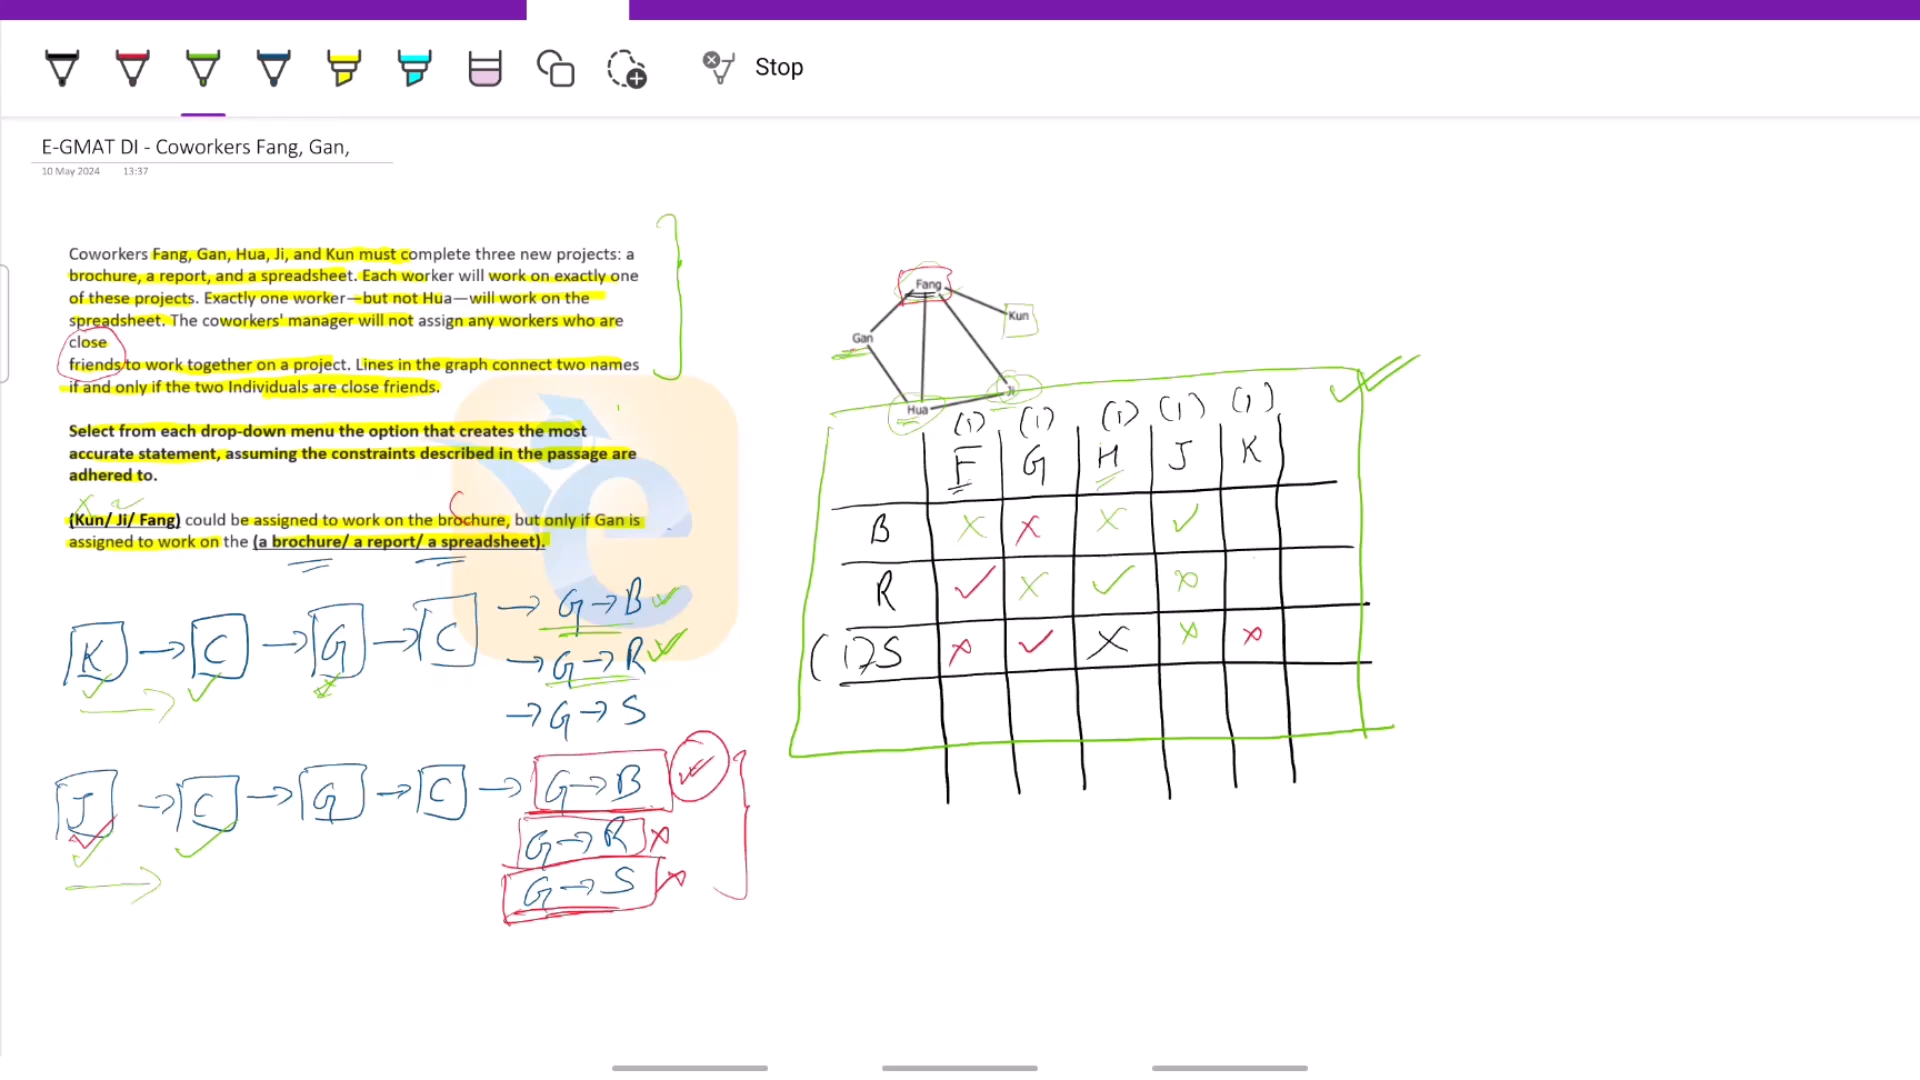 Stop
E-GMAT DI - Coworkers Fang, Gan,
10 May 2024 13:37
Coworkers Fang, Gan, Hua, Ji, and Kun must complete three new projects: a
brochure, a report, and a spreadsheet. Each worker will work on exactly one
of these projects. Exactly one worker—but not Hua—will work on the
spreadsheet. The coworkers' manager will not assign any workers who are
close
friends to work together on a project. Lines in the graph connect two names
if and only if the two Individuals are close friends.
Select from each drop-down menu the option that creates the most
accurate statement, assuming the constraints described in the passage are
adhered to.
(Kun/ Ji/ Fang) could be assigned to work on the brochure, but only if Gan is
assigned to work on the (a brochure/ a report/ a spreadsheet).
K → C → G → C → G → B
→ G → R
→ G → S
J → C → G → C → G → B
G → R
G → S
Fang
Kun
Gan
Ji
Hua
(1) (1) (1) (1) (1)
F G H J K
B X X X ✓
R ✓ X ✓ X
(1) S X ✓ X X X